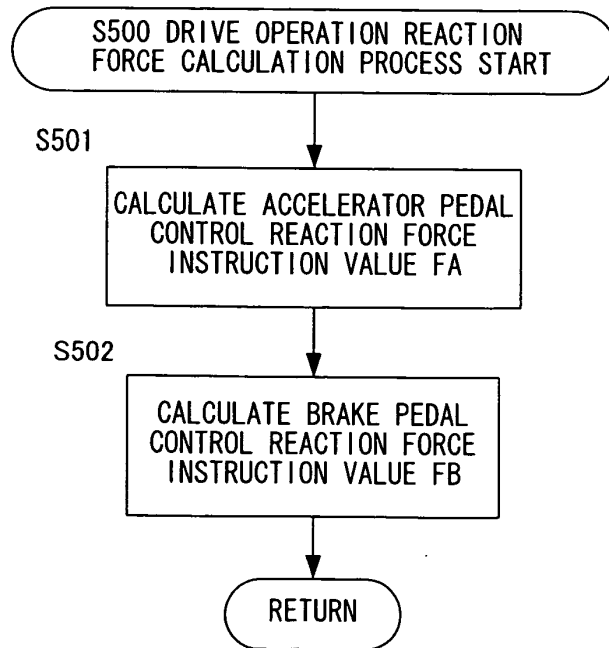 S500 DRIVE OPERATION REACTION
FORCE CALCULATION PROCESS START
S501
CALCULATE ACCELERATOR PEDAL
CONTROL REACTION FORCE
INSTRUCTION VALUE FA
S502
CALCULATE BRAKE PEDAL
CONTROL REACTION FORCE
INSTRUCTION VALUE FB
RETURN